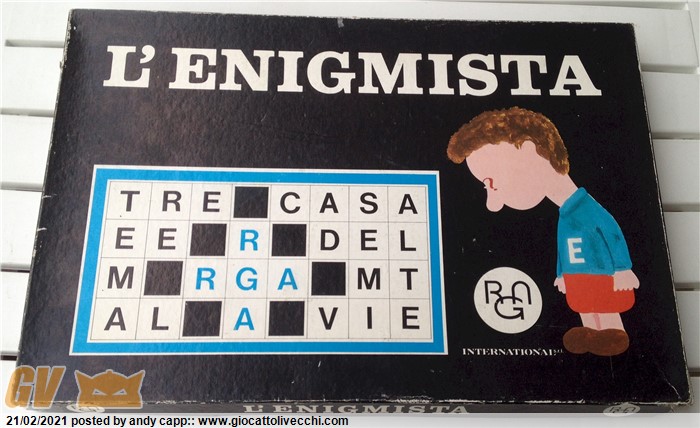 L'ENIGMISTA
TRE CASA
EE R DEL
M RGA MT
AL A VIE
E
RGA
INTERNATIONAL
GV
L'ENIGMISTA
RGA
21/02/2021 posted by andy capp:: www.giocattolivecchi.com